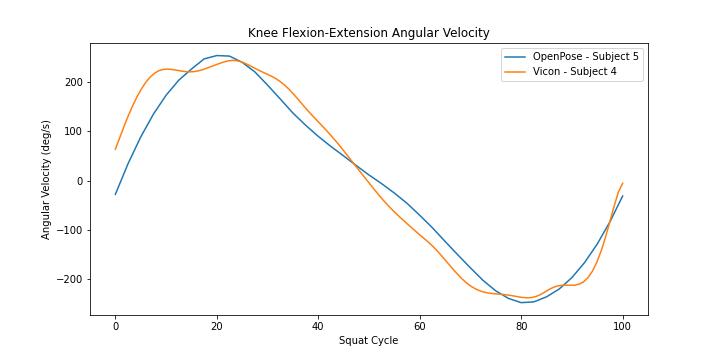 Knee Flexion-Extension Angular Velocity
OpenPose - Subject 5
Vicon - Subject 4
Angular Velocity (deg/s)
200
100
0
−100
−200
0 20 40 60 80 100
Squat Cycle